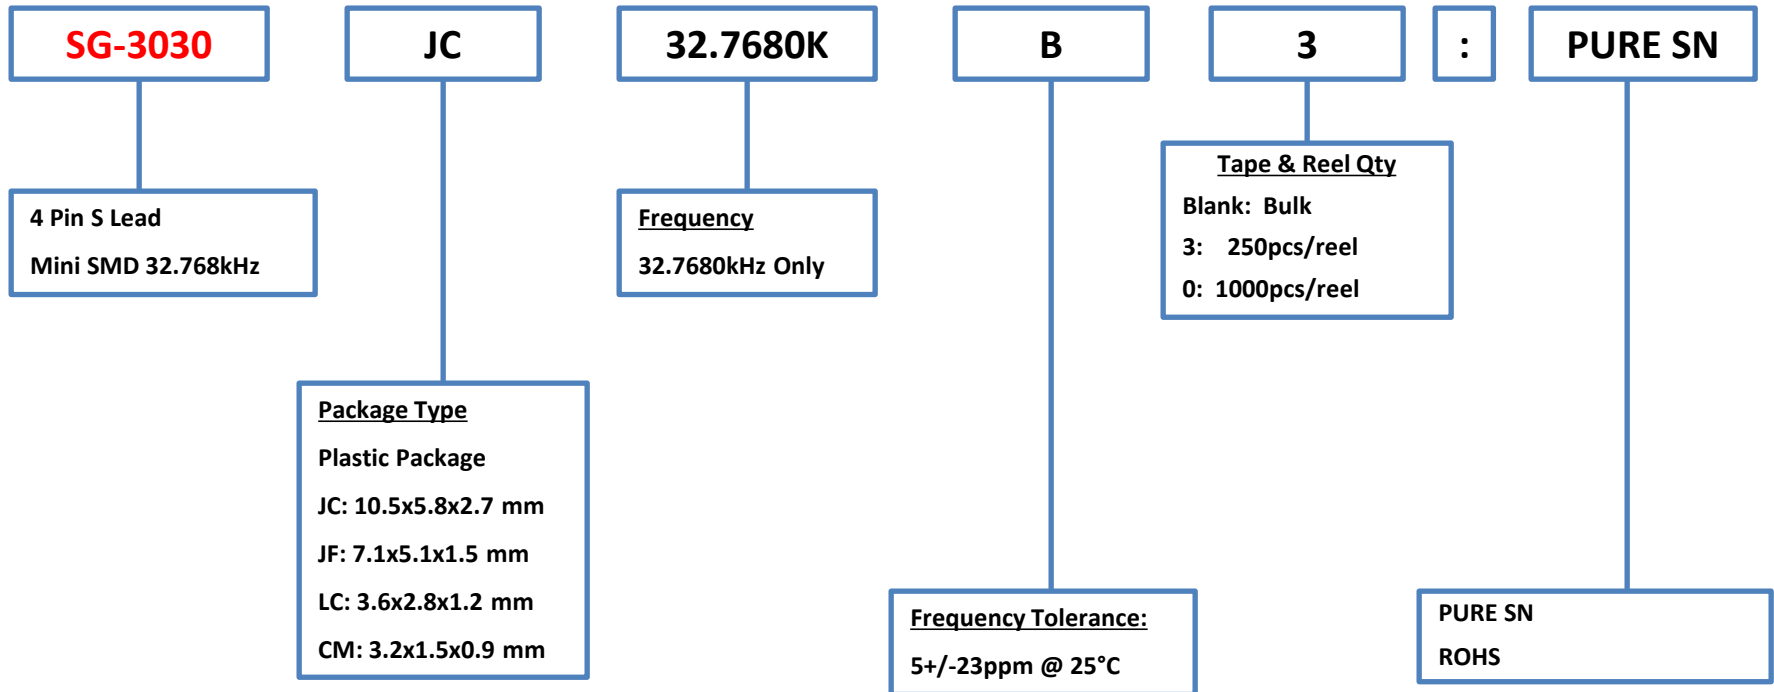 SG-3030
JC
32.7680K
B
3
:
PURE SN
4 Pin S Lead
Mini SMD 32.768kHz
Frequency
32.7680kHz Only
Tape & Reel Qty
Blank: Bulk
3: 250pcs/reel
0: 1000pcs/reel
Package Type
Plastic Package
JC: 10.5x5.8x2.7 mm
JF: 7.1x5.1x1.5 mm
LC: 3.6x2.8x1.2 mm
CM: 3.2x1.5x0.9 mm
Frequency Tolerance:
5+/-23ppm @ 25°C
PURE SN
ROHS